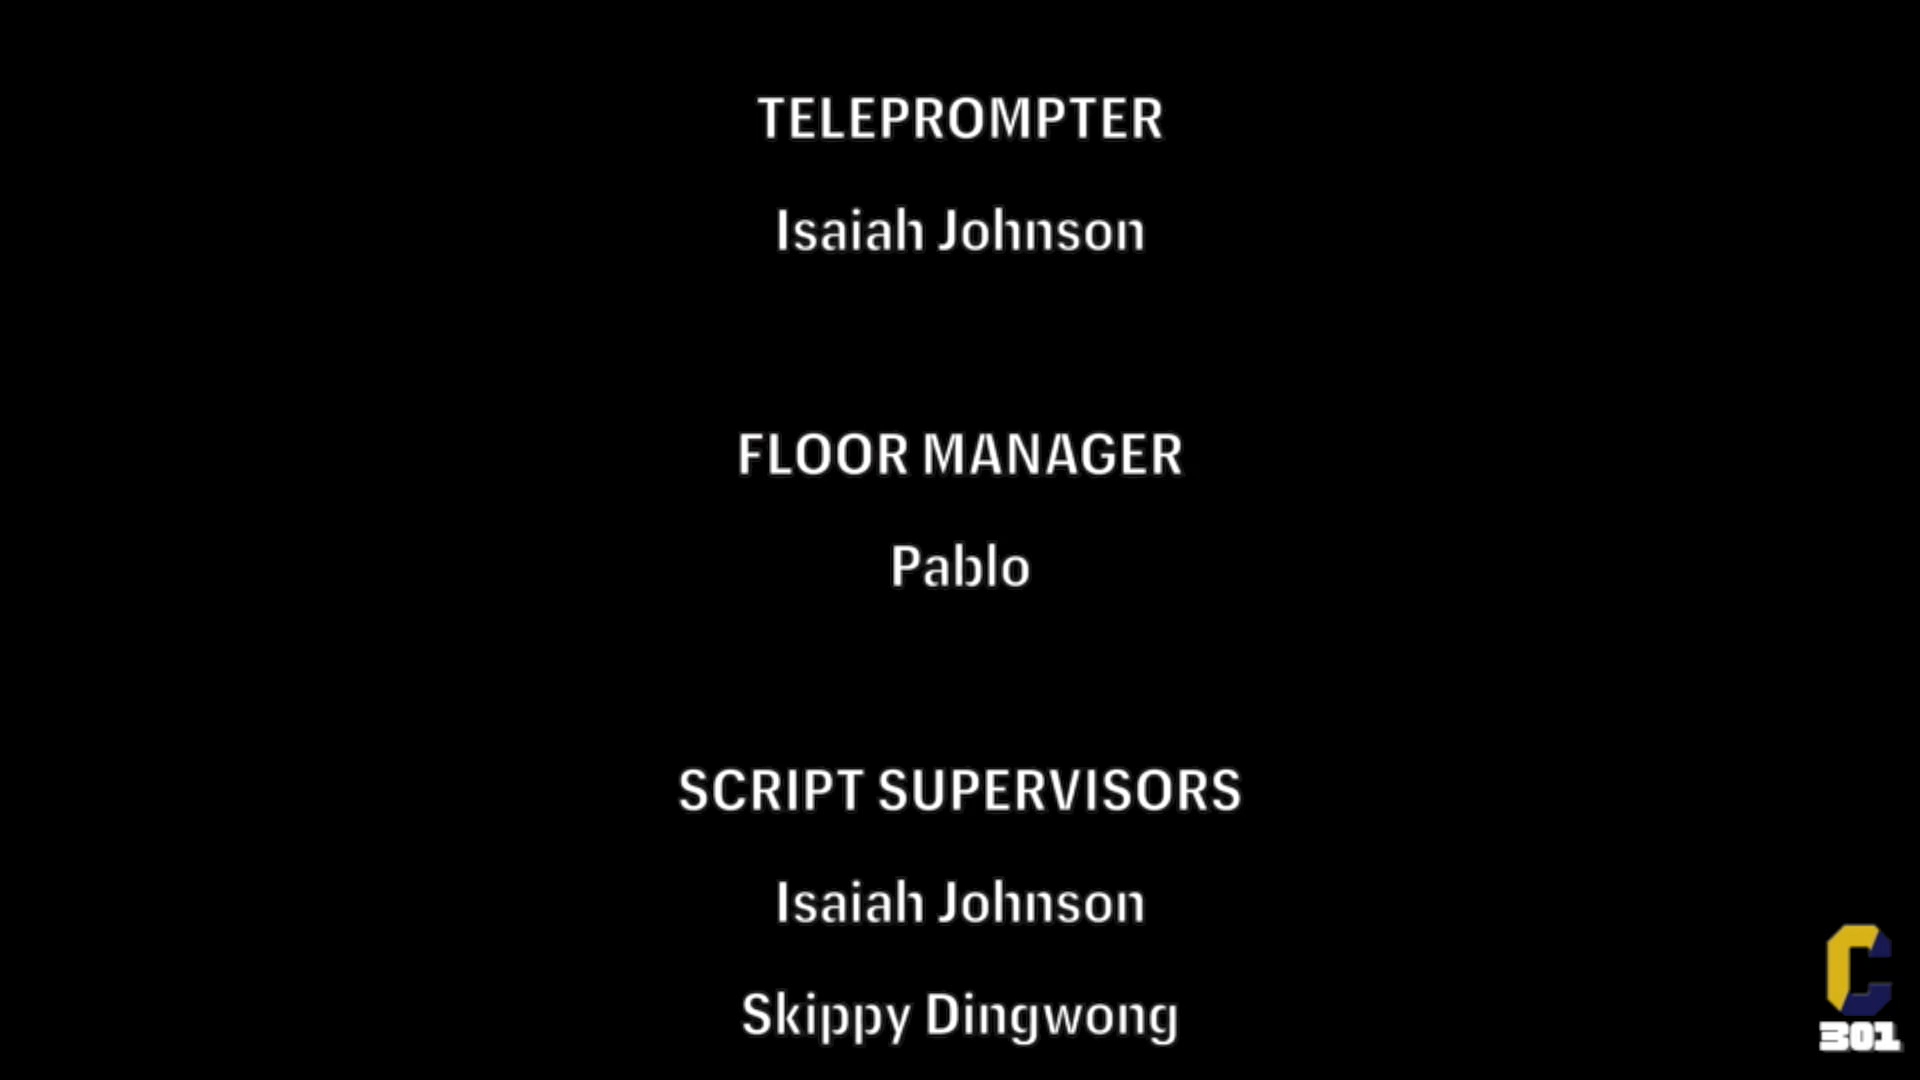 TELEPROMPTER
Isaiah Johnson
FLOOR MANAGER
Pablo
SCRIPT SUPERVISORS
Isaiah Johnson
Skippy Dingwong
C
301